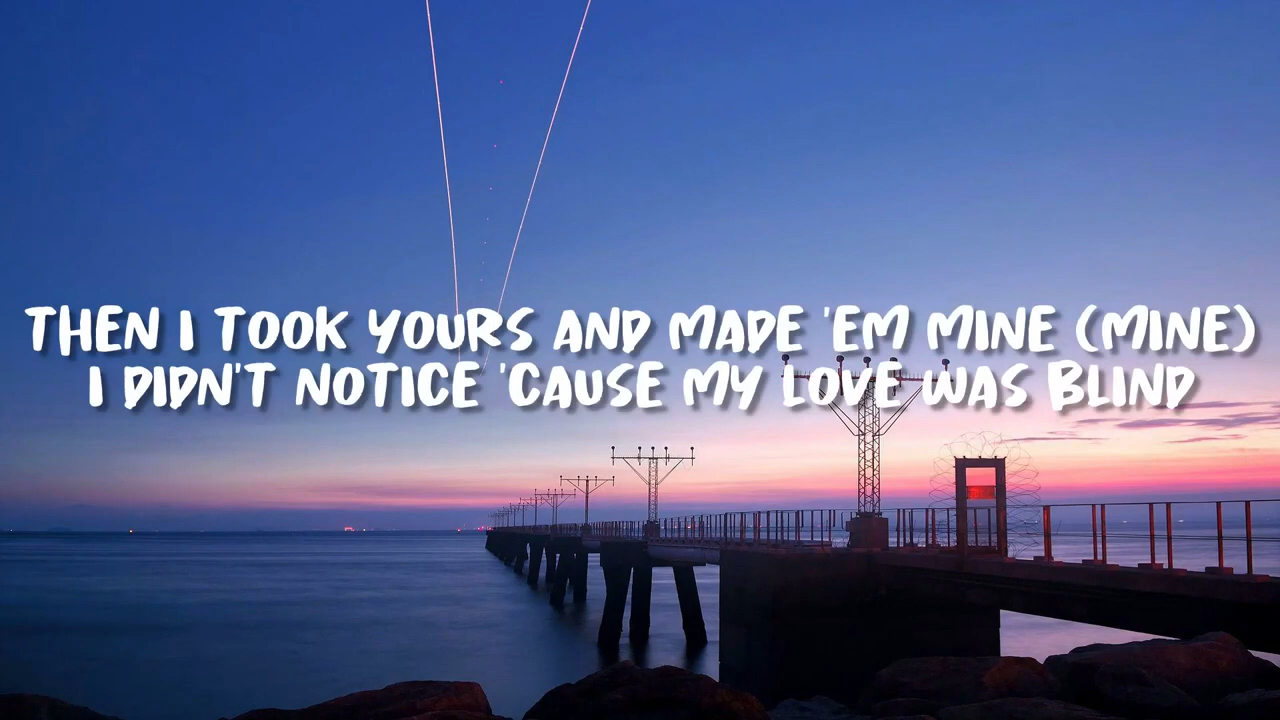 THEN I TOOK YOURS AND MADE 'EM MINE (MINE)
I DIDN'T NOTICE 'CAUSE MY LOVE WAS BLIND